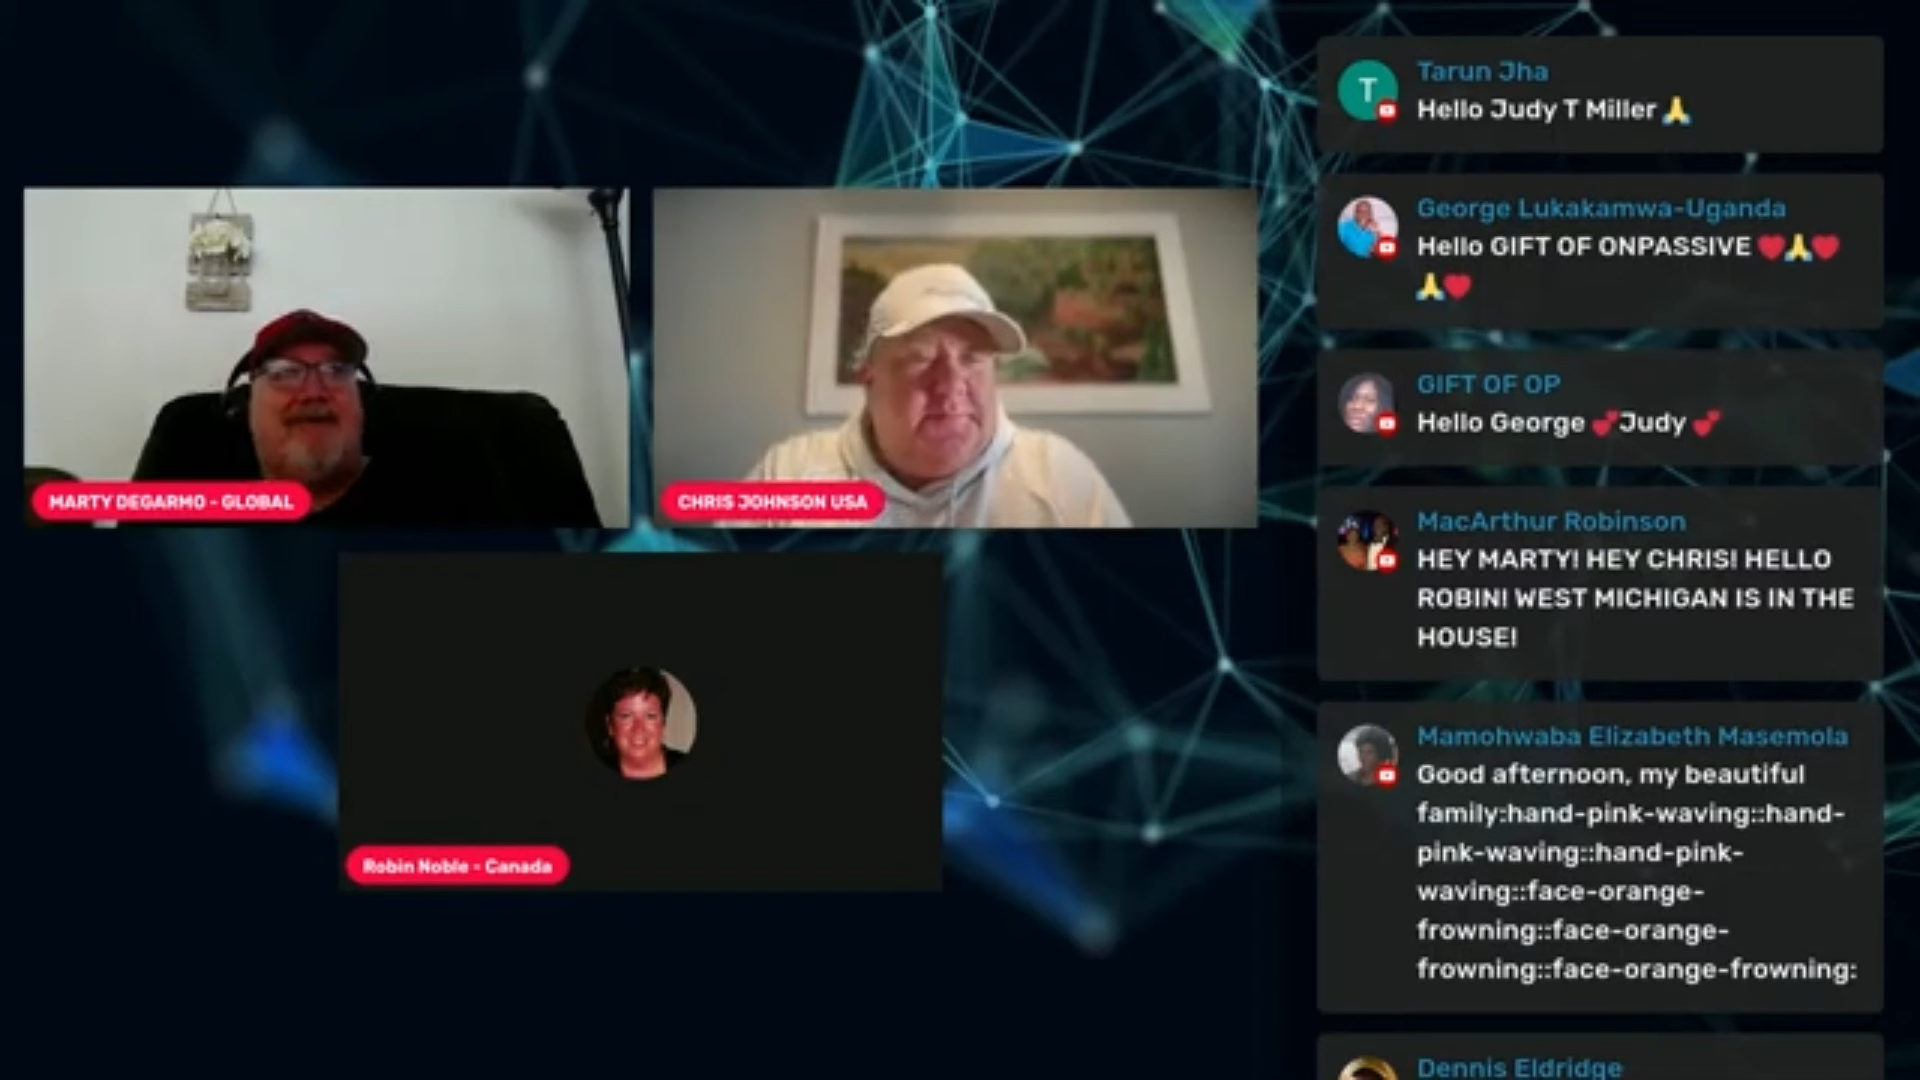 MARTY DEGARMO - GLOBAL
CHRIS JOHNSON USA
Robin Noble - Canada
T
Tarun Jha
Hello Judy T Miller 🙏
George Lukakamwa-Uganda
Hello GIFT OF ONPASSIVE ❤️🙏❤️
🙏❤️
GIFT OF OP
Hello George 💕Judy 💕
MacArthur Robinson
HEY MARTY! HEY CHRIS! HELLO
ROBIN! WEST MICHIGAN IS IN THE
HOUSE!
Mamohwaba Elizabeth Masemola
Good afternoon, my beautiful
family:hand-pink-waving::hand-
pink-waving::hand-pink-
waving::face-orange-
frowning::face-orange-
frowning::face-orange-frowning:
Dennis Eldridge